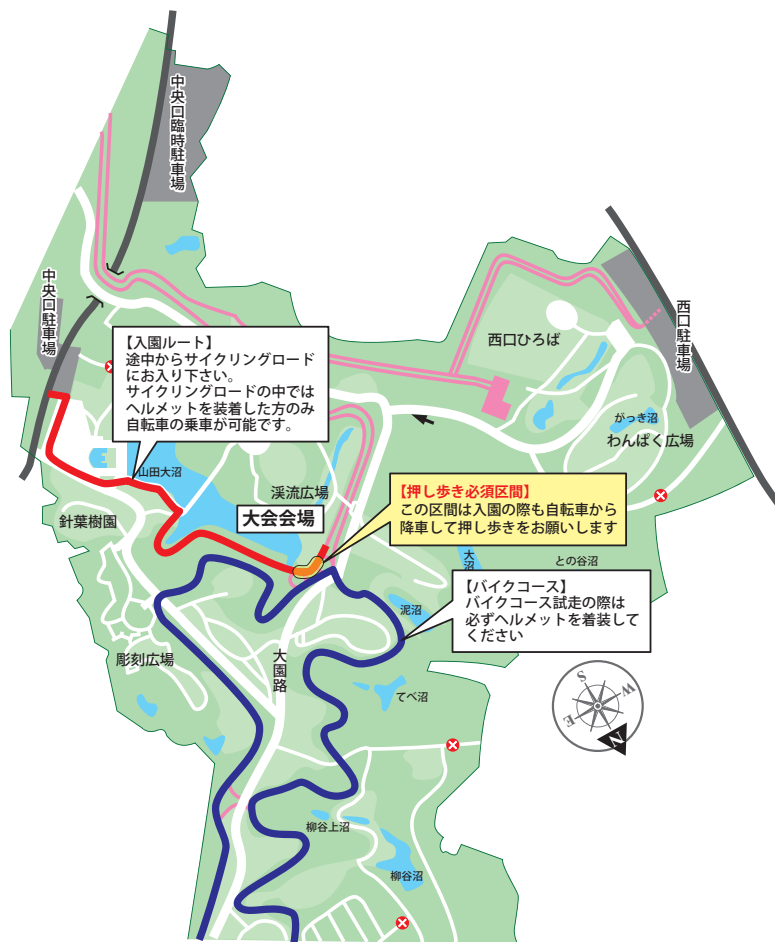 中央口臨時駐車場
中央口駐車場
西口駐車場
西口ひろば
がっき沼
わんぱく広場
【入園ルート】
途中からサイクリングロード
にお入り下さい。
サイクリングロードの中では
ヘルメットを装着した方のみ
自転車の乗車が可能です。
山田大沼
渓流広場
大会会場
針葉樹園
【押し歩き必須区間】
この区間は入園の際も自転車から
降車して押し歩きをお願いします
大沼
との谷沼
【バイクコース】
バイクコース試走の際は
必ずヘルメットを着装して
ください
泥沼
彫刻広場
大園路
てべ沼
S
W
E
N
柳谷上沼
柳谷沼